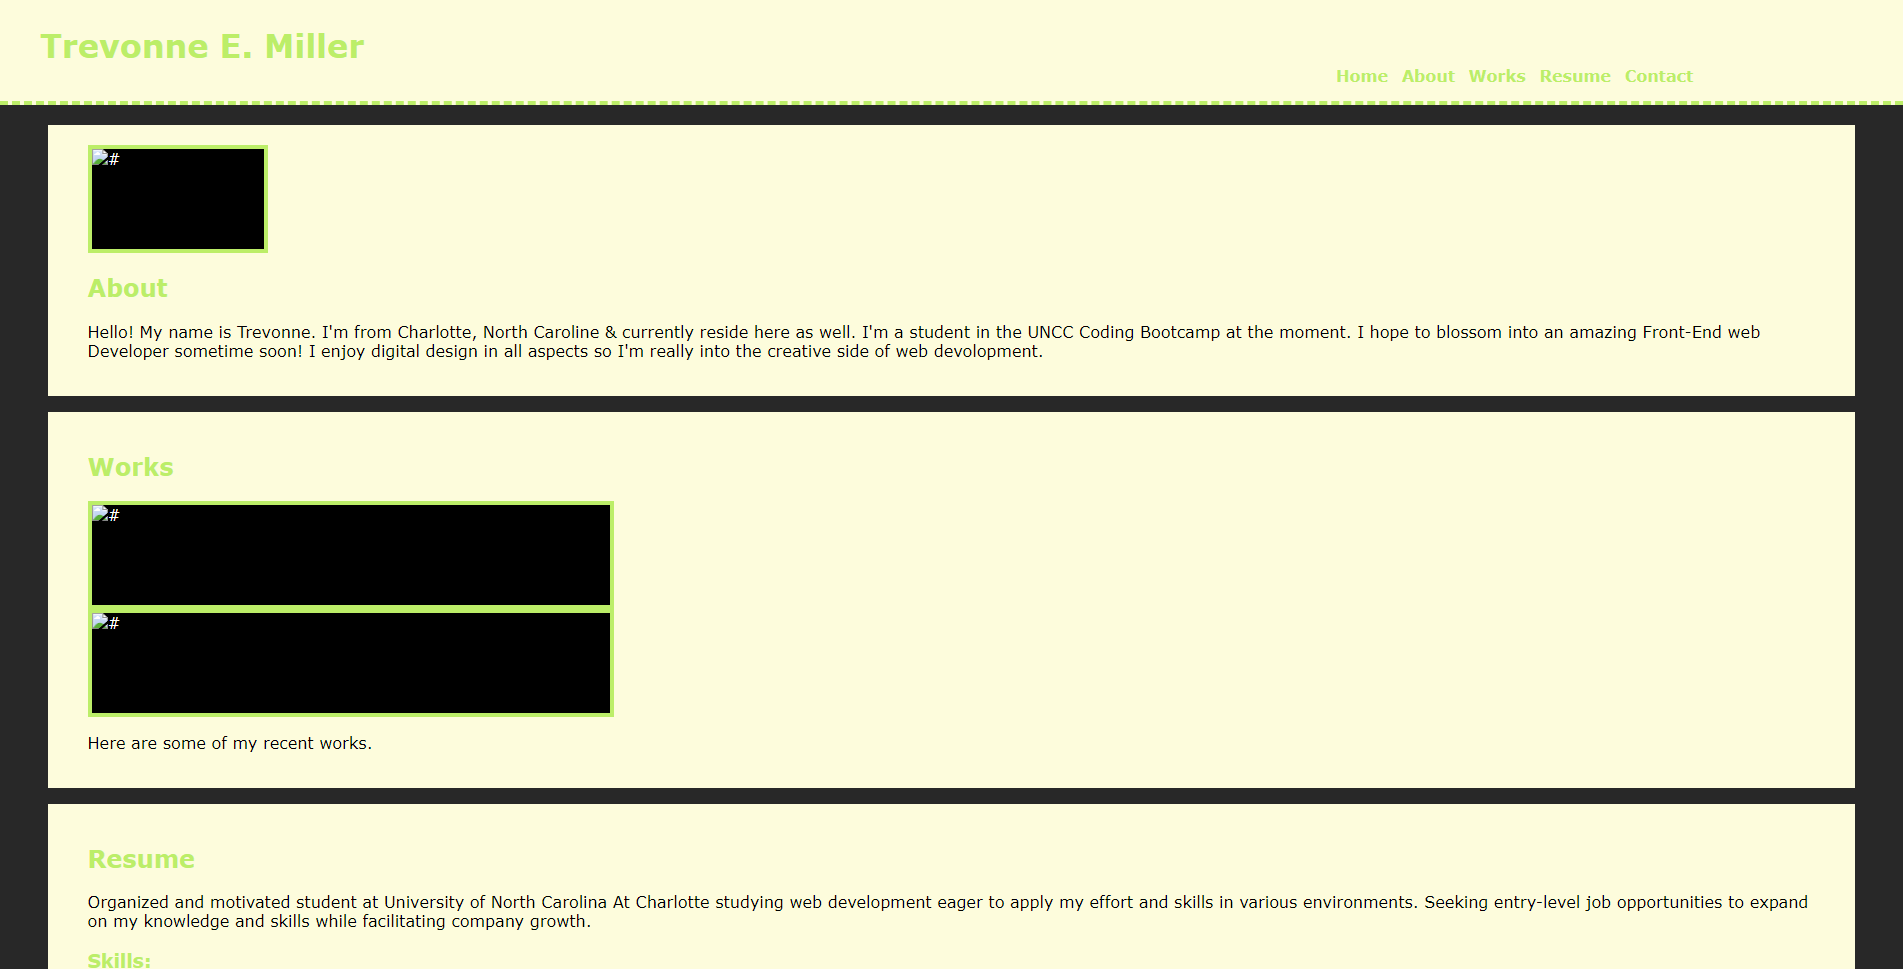 Trevonne E. Miller
Home About Works Resume Contact
#
About
Hello! My name is Trevonne. I'm from Charlotte, North Caroline & currently reside here as well. I'm a student in the UNCC Coding Bootcamp at the moment. I hope to blossom into an amazing Front-End web
Developer sometime soon! I enjoy digital design in all aspects so I'm really into the creative side of web devolopment.
Works
#
#
Here are some of my recent works.
Resume
Organized and motivated student at University of North Carolina At Charlotte studying web development eager to apply my effort and skills in various environments. Seeking entry-level job opportunities to expand
on my knowledge and skills while facilitating company growth.
Skills: